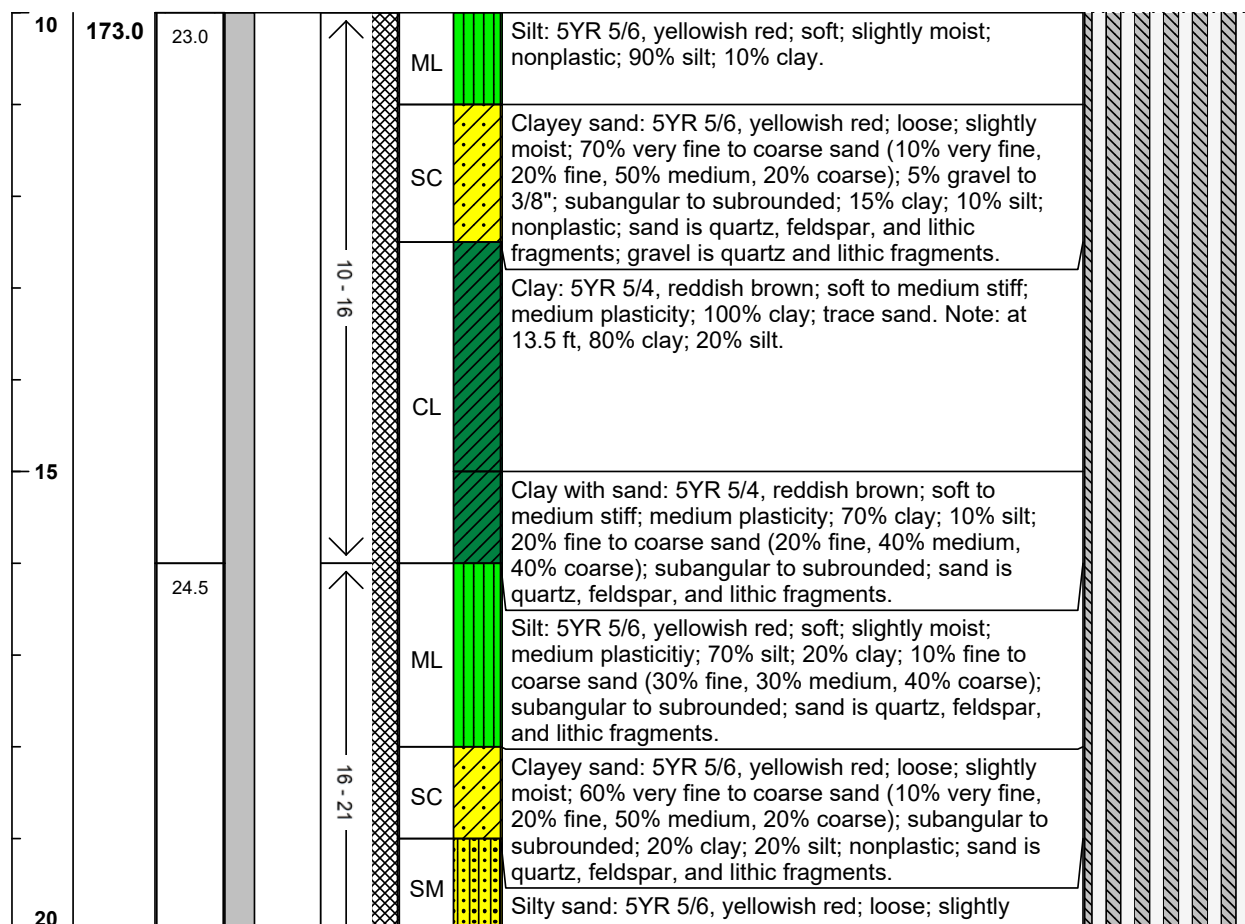 10
173.0
23.0
ML
Silt: 5YR 5/6, yellowish red; soft; slightly moist;
nonplastic; 90% silt; 10% clay.
SC
Clayey sand: 5YR 5/6, yellowish red; loose; slightly
moist; 70% very fine to coarse sand (10% very fine,
20% fine, 50% medium, 20% coarse); 5% gravel to
3/8"; subangular to subrounded; 15% clay; 10% silt;
nonplastic; sand is quartz, feldspar, and lithic
fragments; gravel is quartz and lithic fragments.
10 - 16
CL
Clay: 5YR 5/4, reddish brown; soft to medium stiff;
medium plasticity; 100% clay; trace sand. Note: at
13.5 ft, 80% clay; 20% silt.
15
Clay with sand: 5YR 5/4, reddish brown; soft to
medium stiff; medium plasticity; 70% clay; 10% silt;
20% fine to coarse sand (20% fine, 40% medium,
40% coarse); subangular to subrounded; sand is
quartz, feldspar, and lithic fragments.
24.5
ML
Silt: 5YR 5/6, yellowish red; soft; slightly moist;
medium plasticitiy; 70% silt; 20% clay; 10% fine to
coarse sand (30% fine, 30% medium, 40% coarse);
subangular to subrounded; sand is quartz, feldspar,
and lithic fragments.
16 - 21
SC
Clayey sand: 5YR 5/6, yellowish red; loose; slightly
moist; 60% very fine to coarse sand (10% very fine,
20% fine, 50% medium, 20% coarse); subangular to
subrounded; 20% clay; 20% silt; nonplastic; sand is
quartz, feldspar, and lithic fragments.
SM
Silty sand: 5YR 5/6, yellowish red; loose; slightly
20